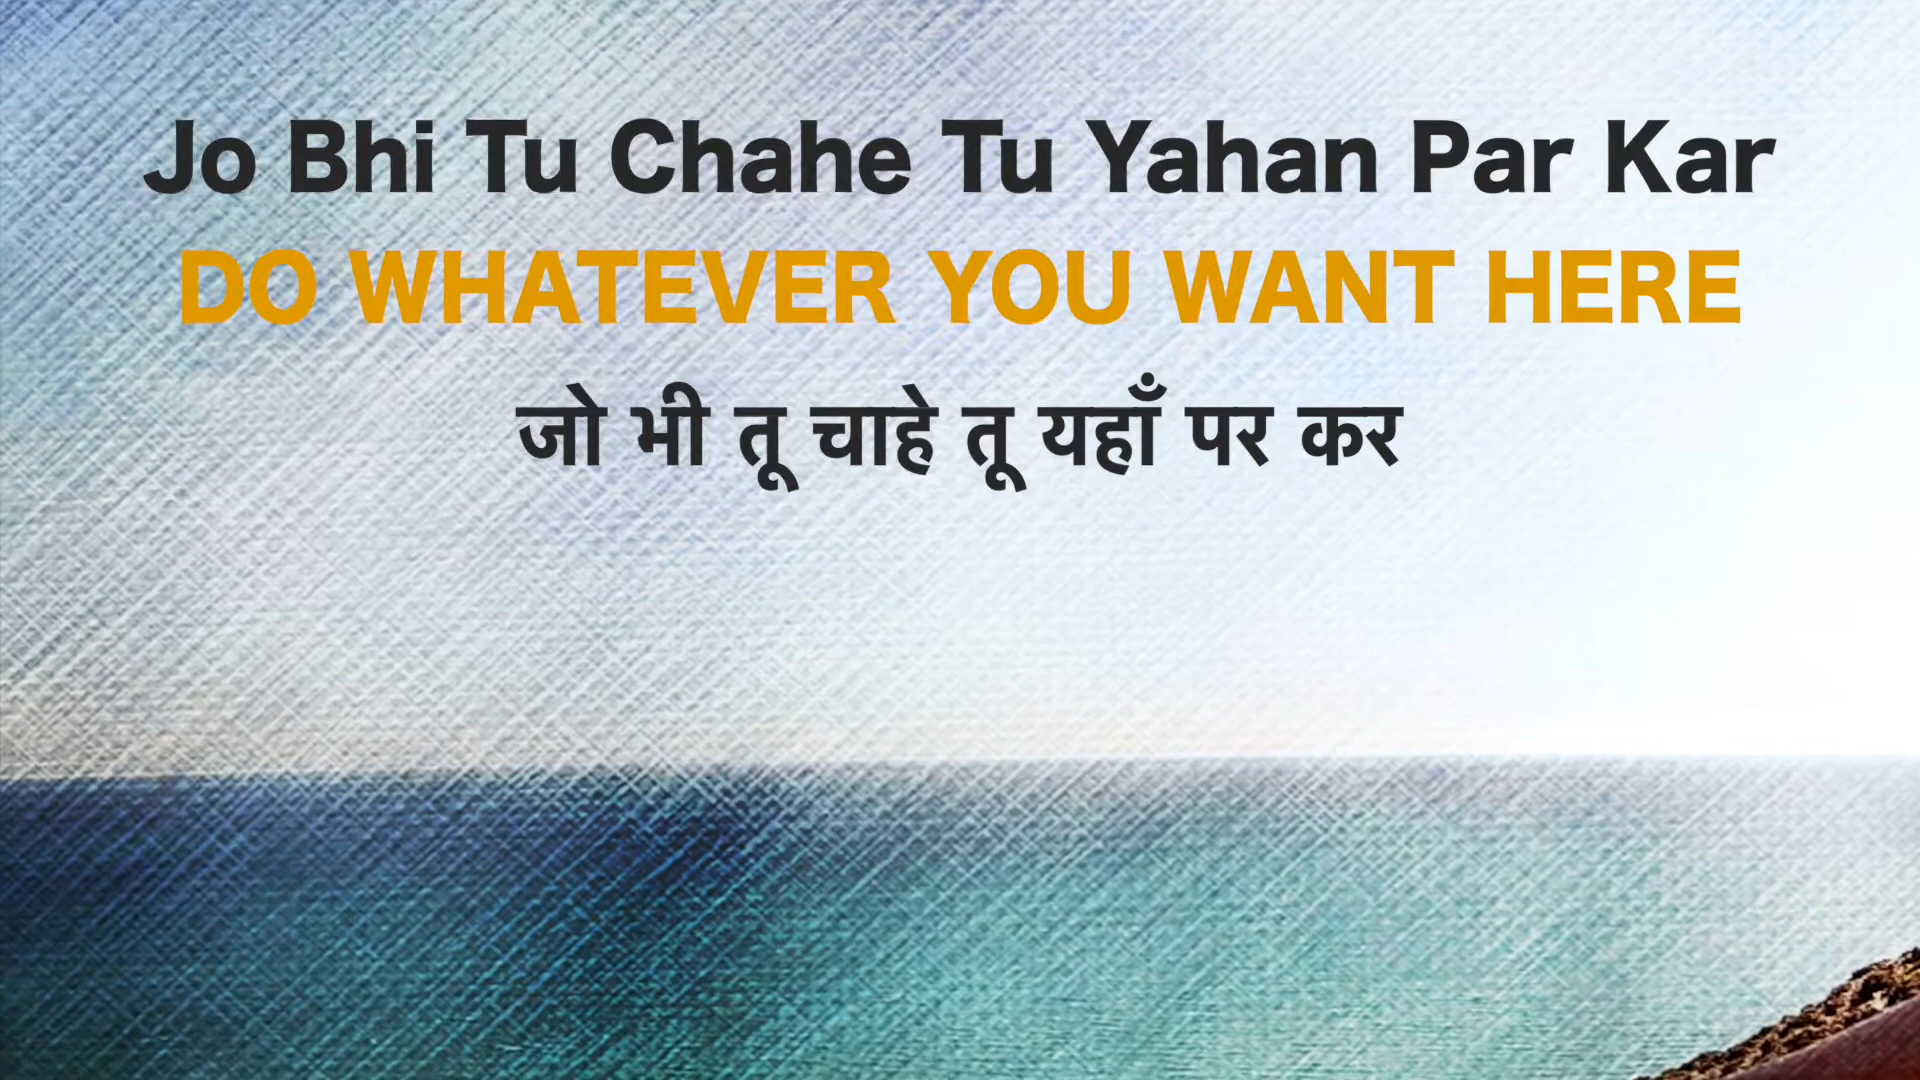 Jo Bhi Tu Chahe Tu Yahan Par Kar
DO WHATEVER YOU WANT HERE
जो भी तू चाहे तू यहाँ पर कर